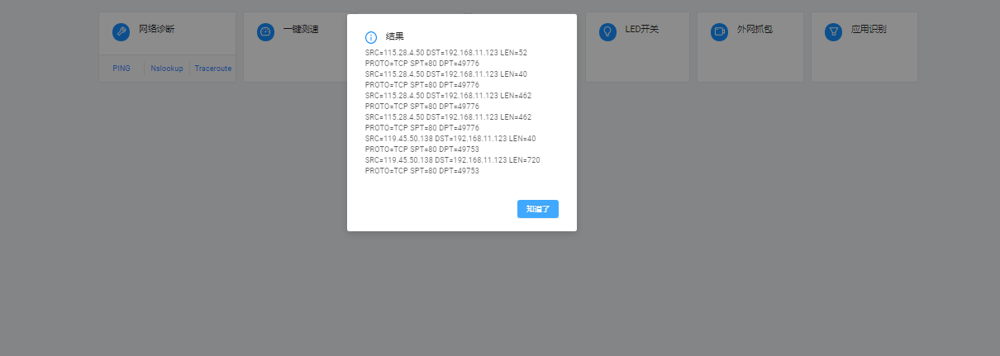 网络诊断
PING
Nslookup
Traceroute
一键测速
结果
SRC=115.28.4.50 DST=192.168.11.123 LEN=52
PROTO=TCP SPT=80 DPT=49776
SRC=115.28.4.50 DST=192.168.11.123 LEN=40
PROTO=TCP SPT=80 DPT=49776
SRC=115.28.4.50 DST=192.168.11.123 LEN=462
PROTO=TCP SPT=80 DPT=49776
SRC=115.28.4.50 DST=192.168.11.123 LEN=462
PROTO=TCP SPT=80 DPT=49776
SRC=119.45.50.138 DST=192.168.11.123 LEN=40
PROTO=TCP SPT=80 DPT=49753
SRC=119.45.50.138 DST=192.168.11.123 LEN=720
PROTO=TCP SPT=80 DPT=49753
知道了
LED开关
外网抓包
应用识别